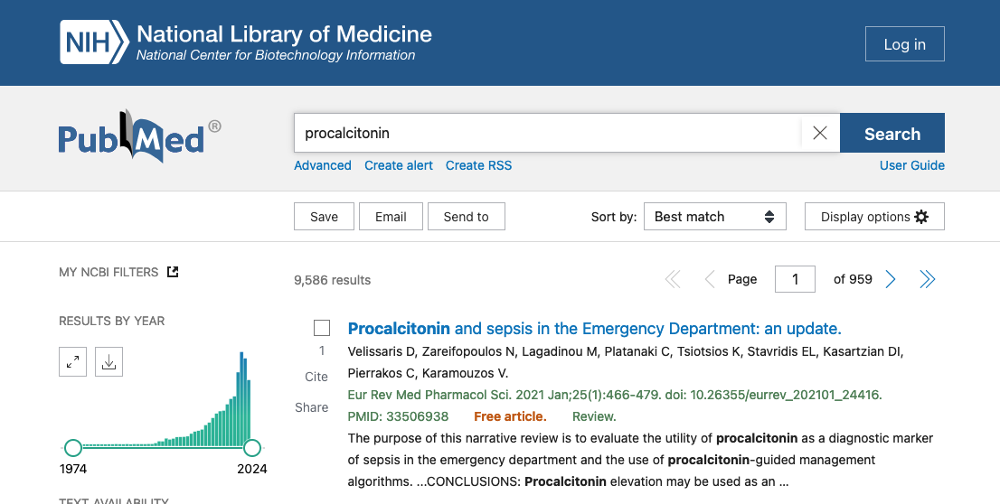 NIH National Library of Medicine
National Center for Biotechnology Information
Log in
PubMed®
procalcitonin
Search
Advanced Create alert Create RSS
User Guide
Save Email Send to
Sort by: Best match
Display options
MY NCBI FILTERS
9,586 results
Page 1 of 959
RESULTS BY YEAR
1974 2024
TEXT AVAILABILITY
1
Cite
Share
Procalcitonin and sepsis in the Emergency Department: an update.
Velissaris D, Zareifopoulos N, Lagadinou M, Platanaki C, Tsiotsios K, Stavridis EL, Kasartzian DI,
Pierrakos C, Karamouzos V.
Eur Rev Med Pharmacol Sci. 2021 Jan;25(1):466-479. doi: 10.26355/eurrev_202101_24416.
PMID: 33506938 Free article. Review.
The purpose of this narrative review is to evaluate the utility of procalcitonin as a diagnostic marker
of sepsis in the emergency department and the use of procalcitonin-guided management
algorithms. ...CONCLUSIONS: Procalcitonin elevation may be used as an ...